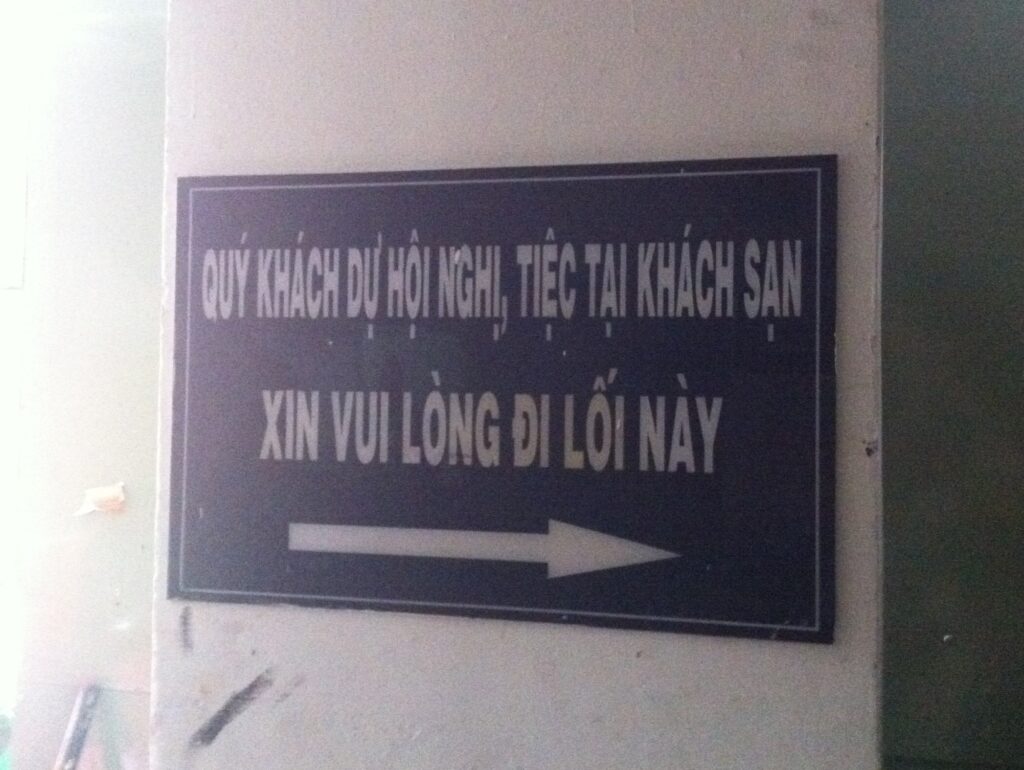 QUÝ KHÁCH DỰ HỘI NGHỊ, TIỆC TẠI KHÁCH SẠN
XIN VUI LÒNG ĐI LỐI NÀY